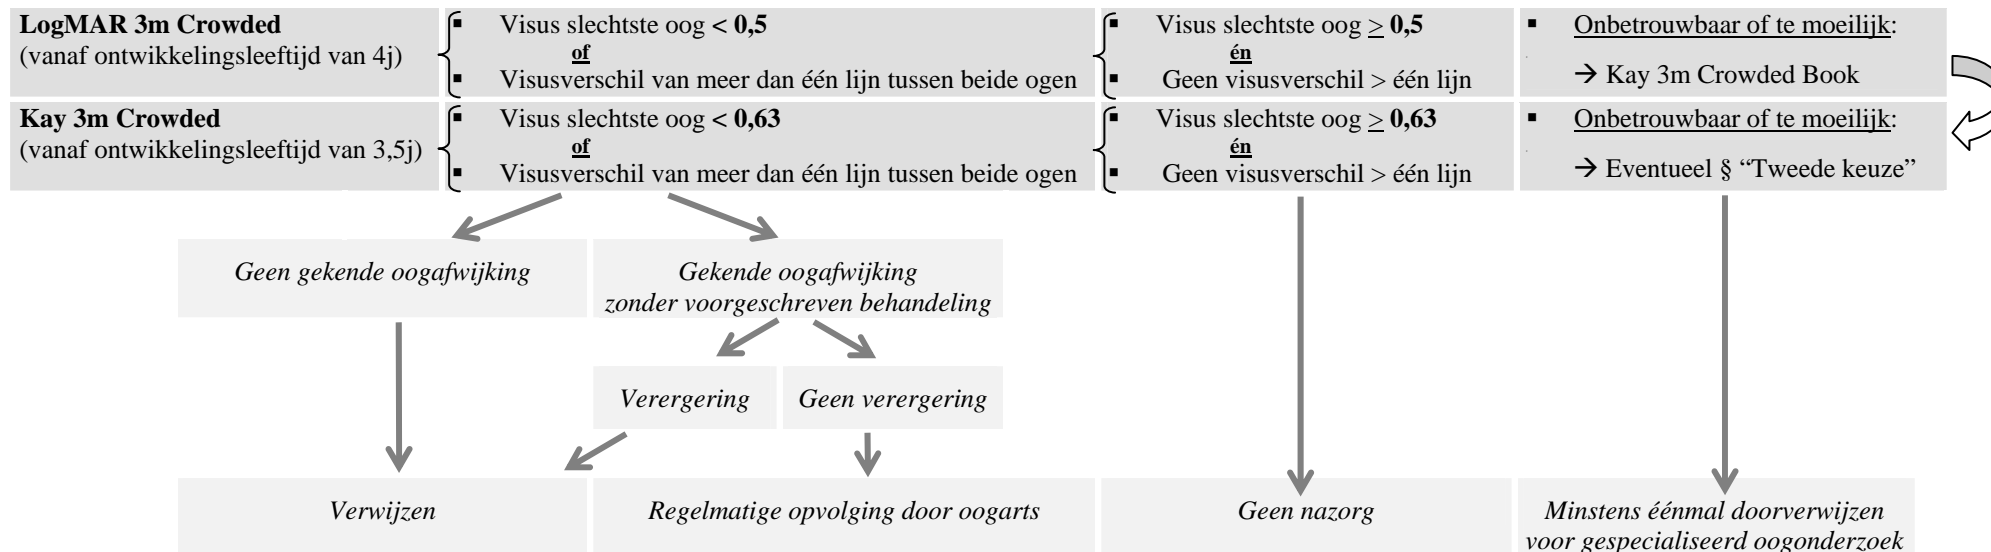 LogMAR 3m Crowded
(vanaf ontwikkelingsleeftijd van 4j)
▪ Visus slechtste oog < 0,5
of
▪ Visusverschil van meer dan één lijn tussen beide ogen
▪ Visus slechtste oog ≥ 0,5
én
▪ Geen visusverschil > één lijn
▪ Onbetrouwbaar of te moeilijk:
→ Kay 3m Crowded Book
Kay 3m Crowded
(vanaf ontwikkelingsleeftijd van 3,5j)
▪ Visus slechtste oog < 0,63
of
▪ Visusverschil van meer dan één lijn tussen beide ogen
▪ Visus slechtste oog ≥ 0,63
én
▪ Geen visusverschil > één lijn
▪ Onbetrouwbaar of te moeilijk:
→ Eventueel § “Tweede keuze”
Geen gekende oogafwijking
Gekende oogafwijking
zonder voorgeschreven behandeling
Verergering
Geen verergering
Verwijzen
Regelmatige opvolging door oogarts
Geen nazorg
Minstens éénmal doorverwijzen
voor gespecialiseerd oogonderzoek